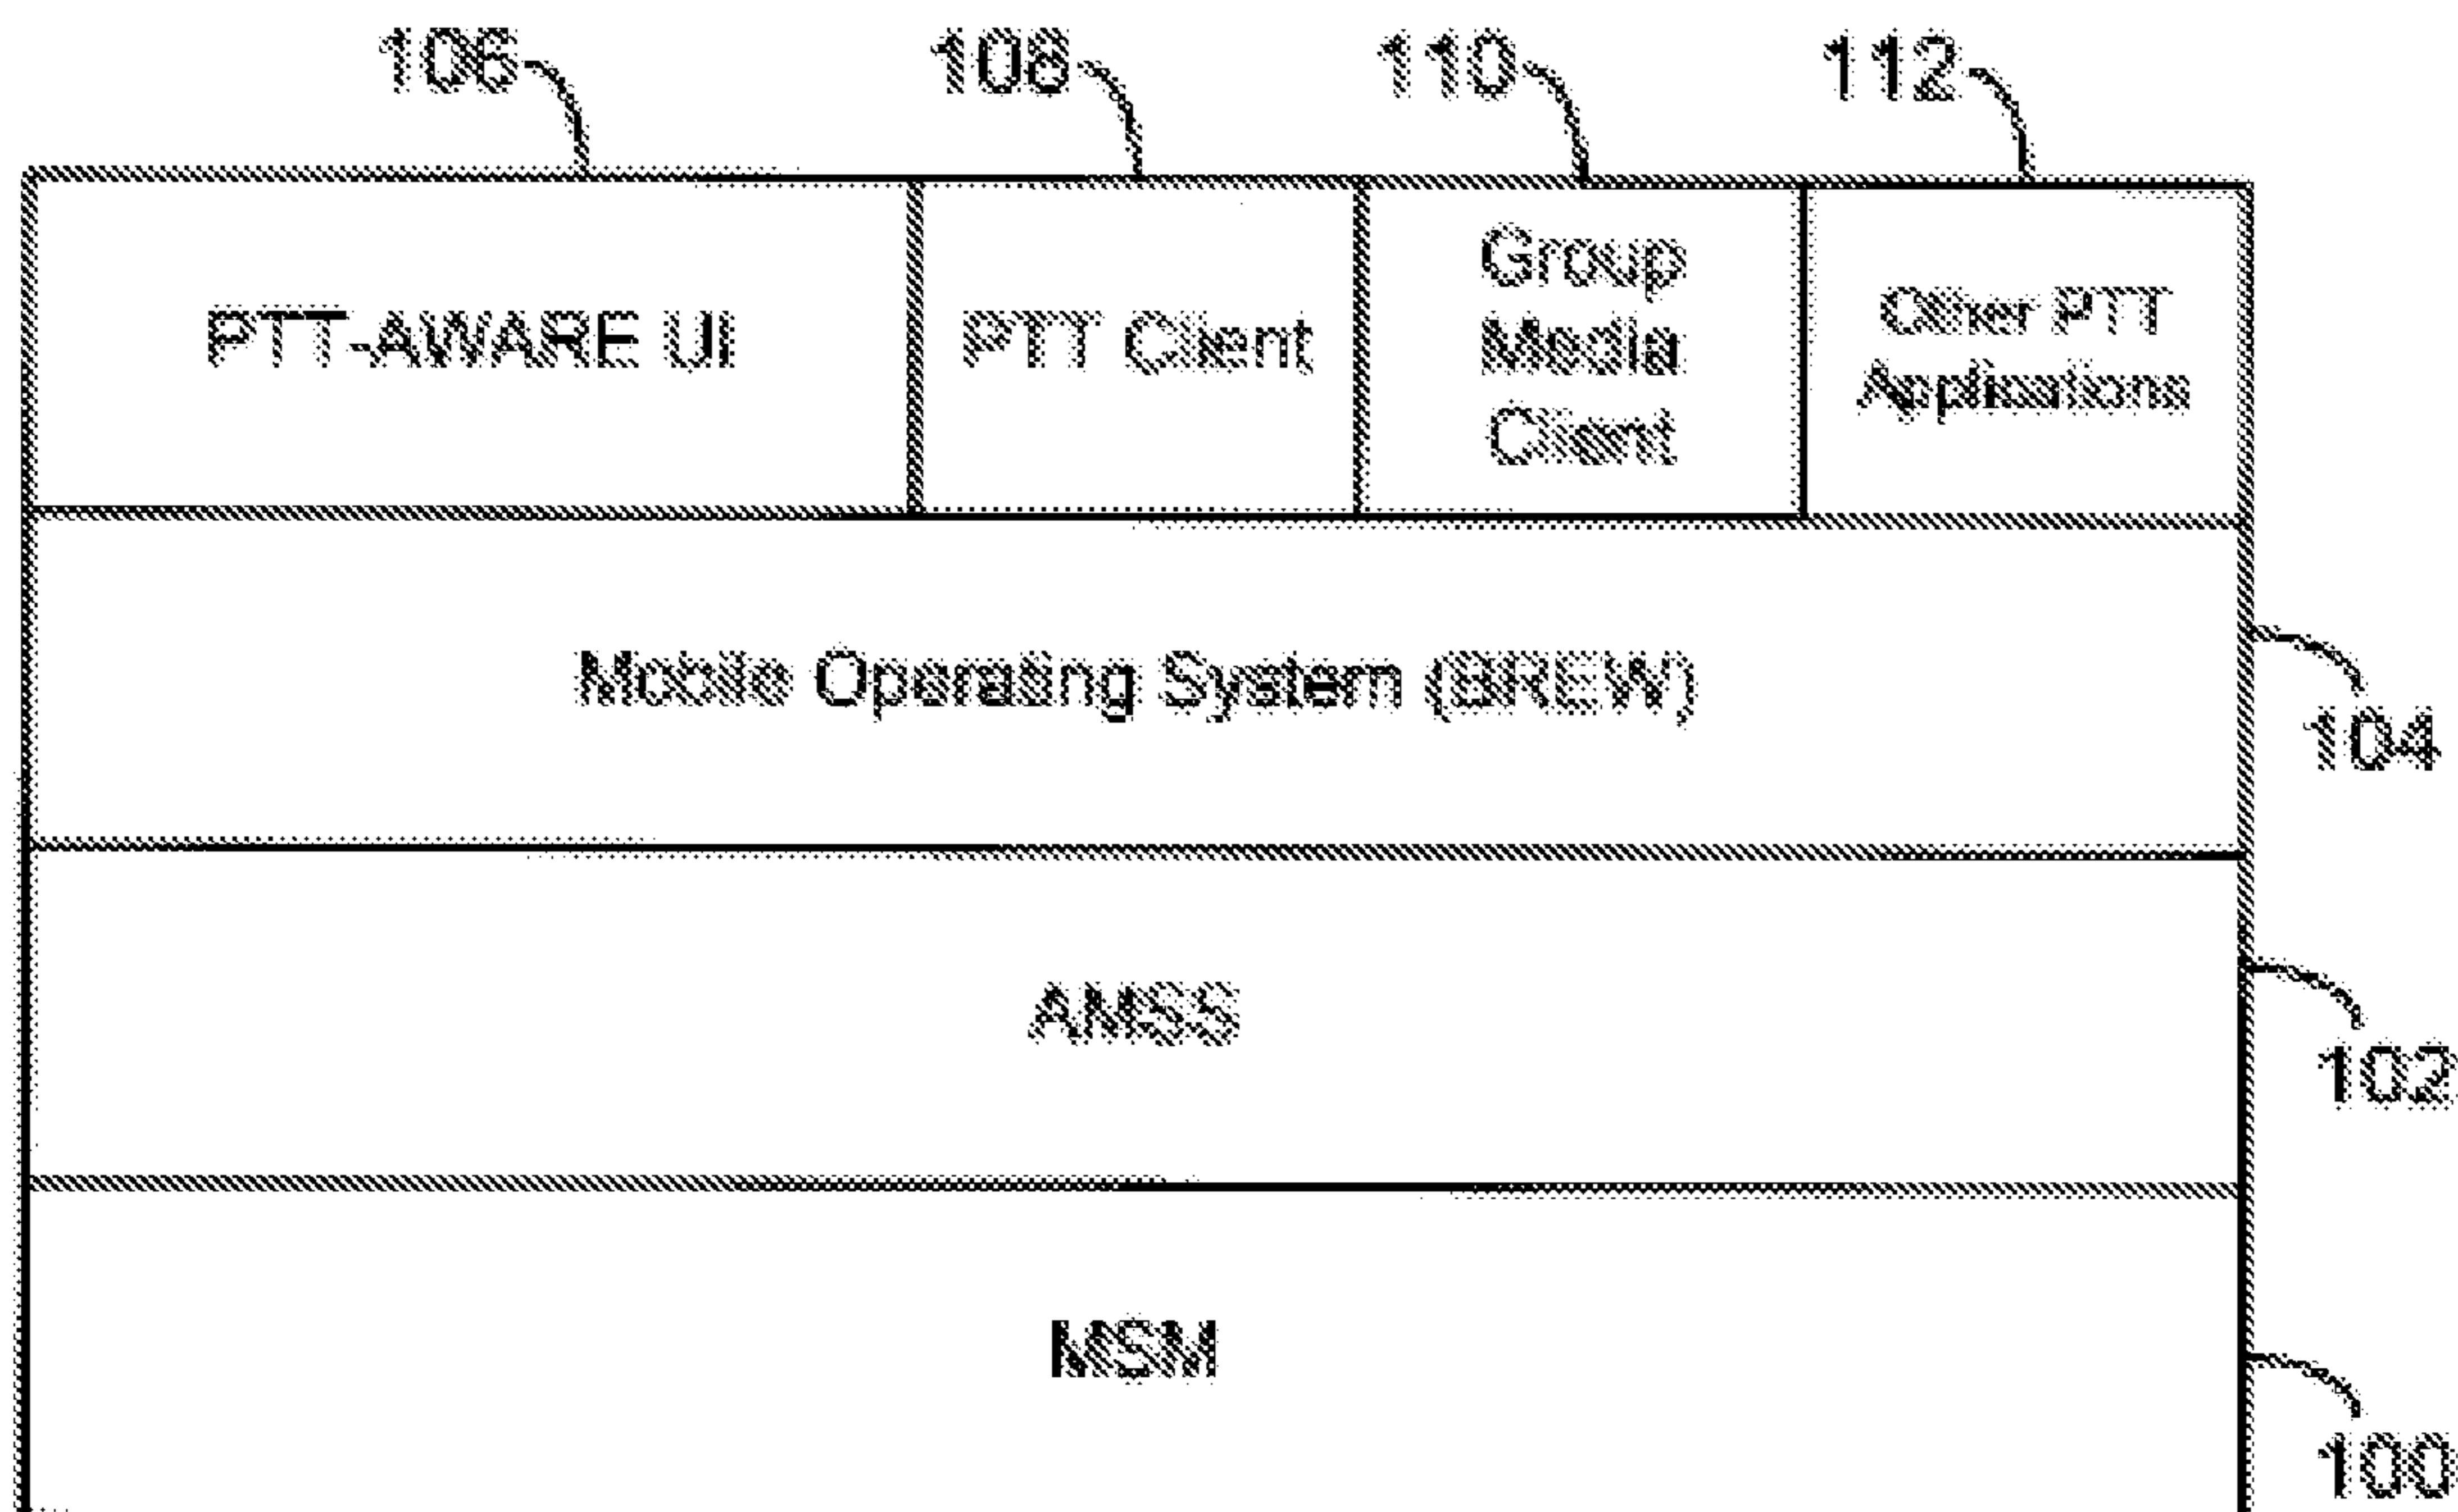 106
108
110
112
PTT-AWARE UI
PTT Client
Group
Media
Client
Other PTT
Applications
Mobile Operating System (BREW)
104
AMSS
102
MSM
100